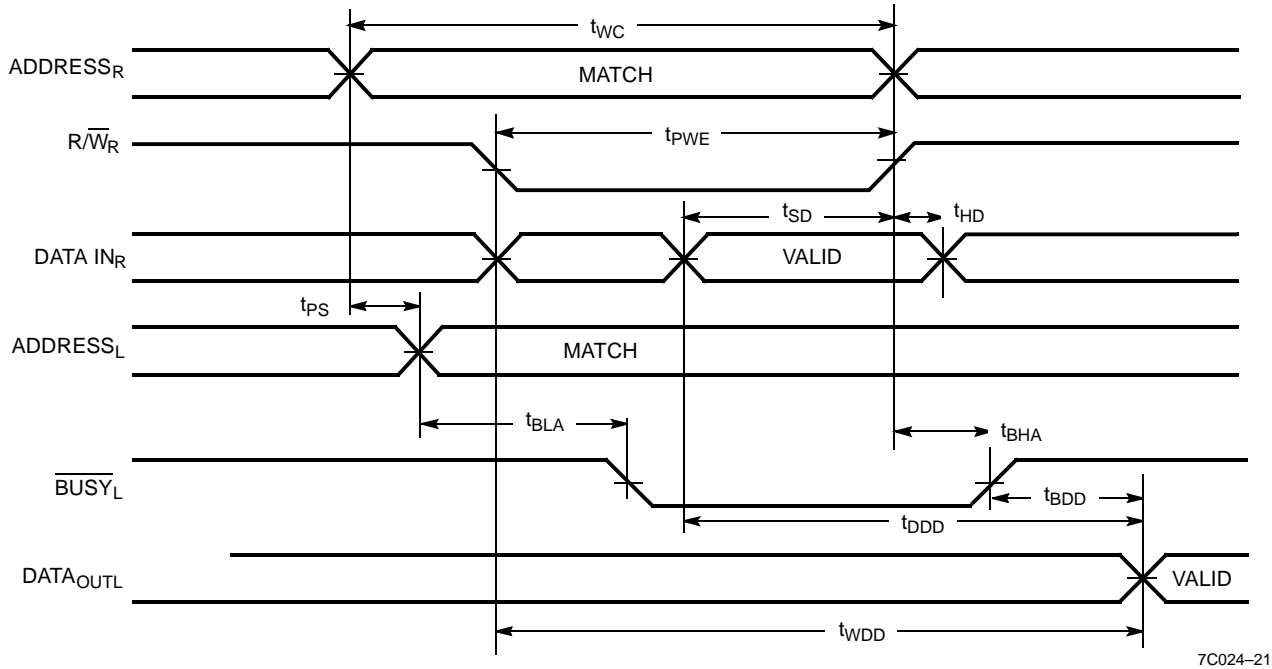 tWC
ADDRESSR
MATCH
R/W̅R
tPWE
tSD
tHD
DATA INR
VALID
tPS
ADDRESSL
MATCH
tBLA
tBHA
B̅U̅S̅Y̅L
tBDD
tDDD
DATAOUTL
VALID
tWDD
7C024–21